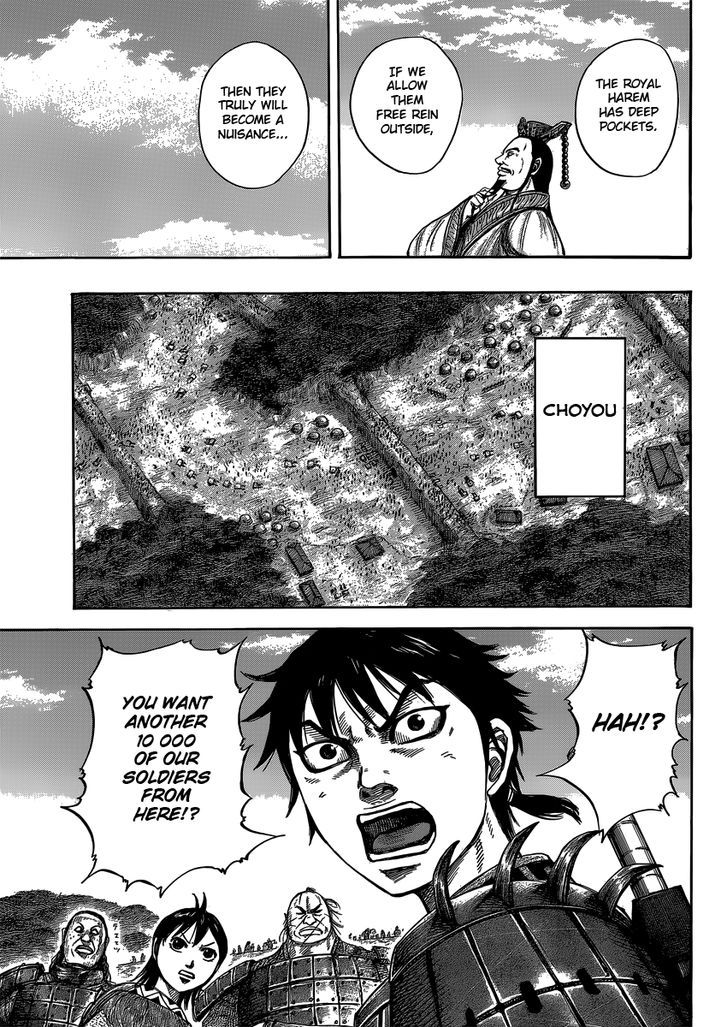 THE ROYAL
HAREM
HAS DEEP
POCKETS.
IF WE
ALLOW
THEM
FREE REIN
OUTSIDE,
THEN THEY
TRULY WILL
BECOME A
NUISANCE...
CHOYOU
HAH!?
YOU WANT
ANOTHER
10 000
OF OUR
SOLDIERS
FROM
HERE!?